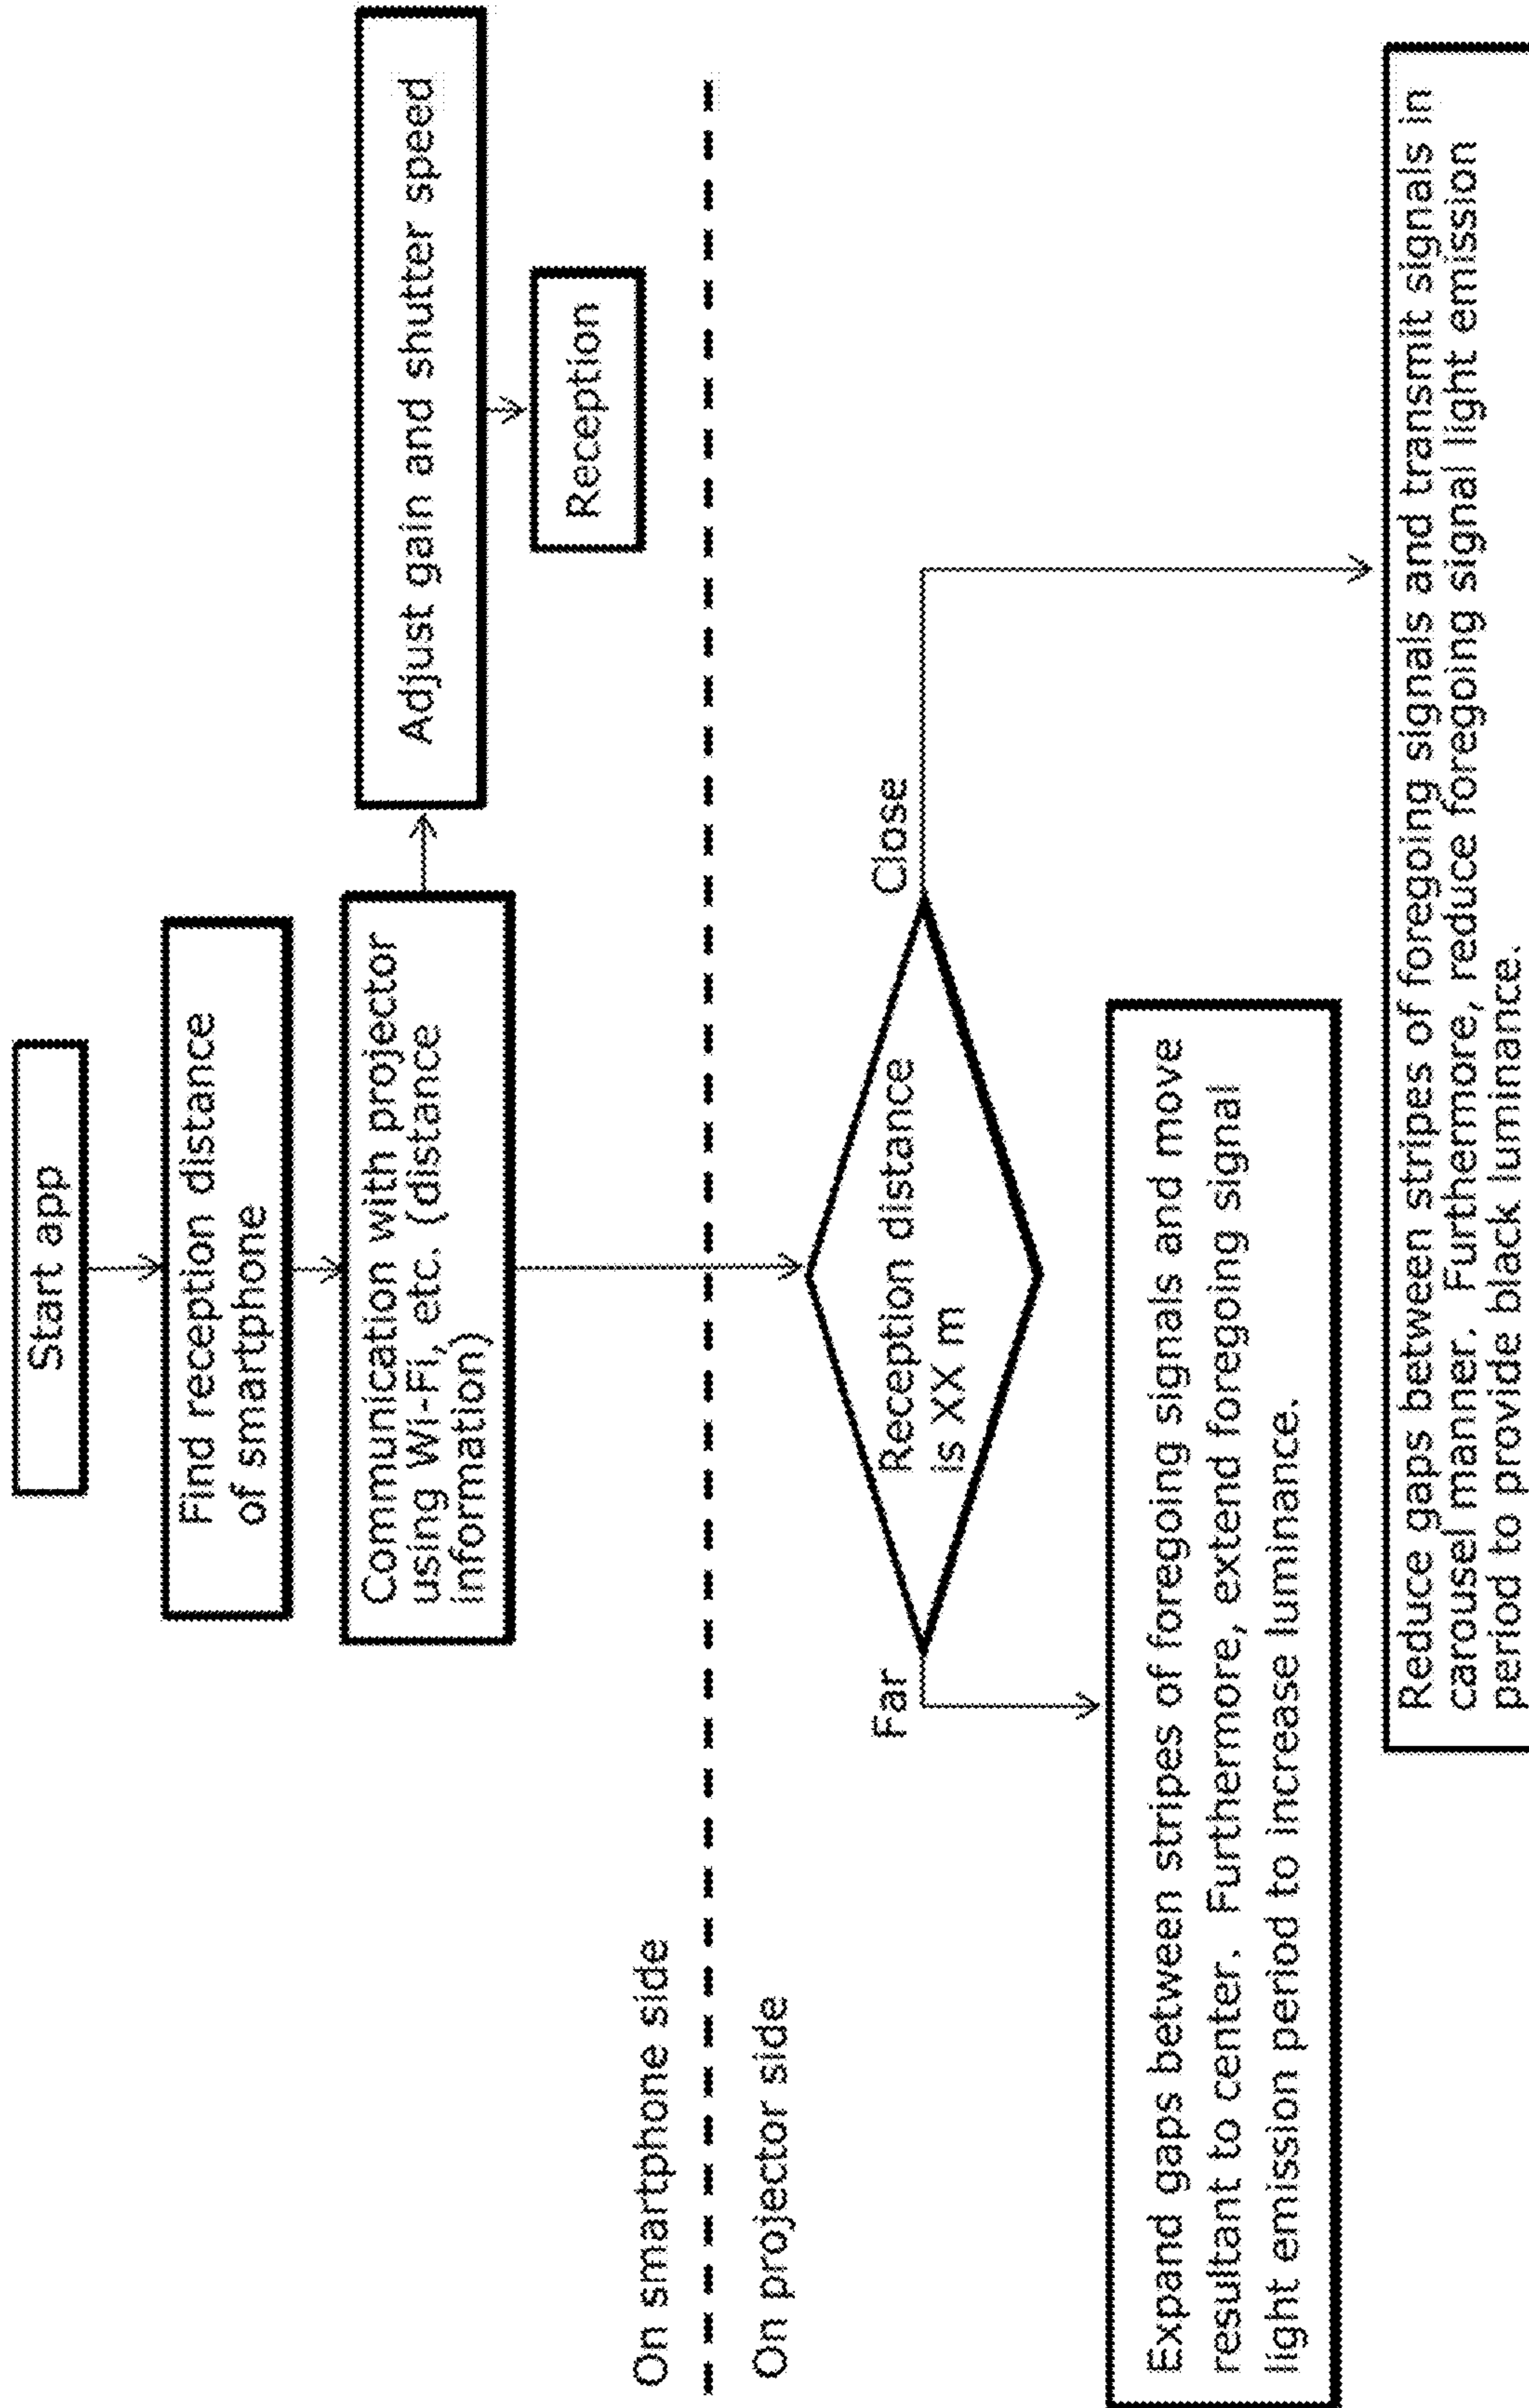 Start app
Find reception distance
of smartphone
Communication with projector
using Wi-Fi, etc. (distance
information)
Adjust gain and shutter speed
Reception
On smartphone side
On projector side
Reception distance
is XX m
Far
Close
Expand gaps between stripes of foregoing signals and move
resultant to center. Furthermore, extend foregoing signal
light emission period to increase luminance.
Reduce gaps between stripes of foregoing signals and transmit signals in
carousel manner. Furthermore, reduce foregoing signal light emission
period to provide black luminance.